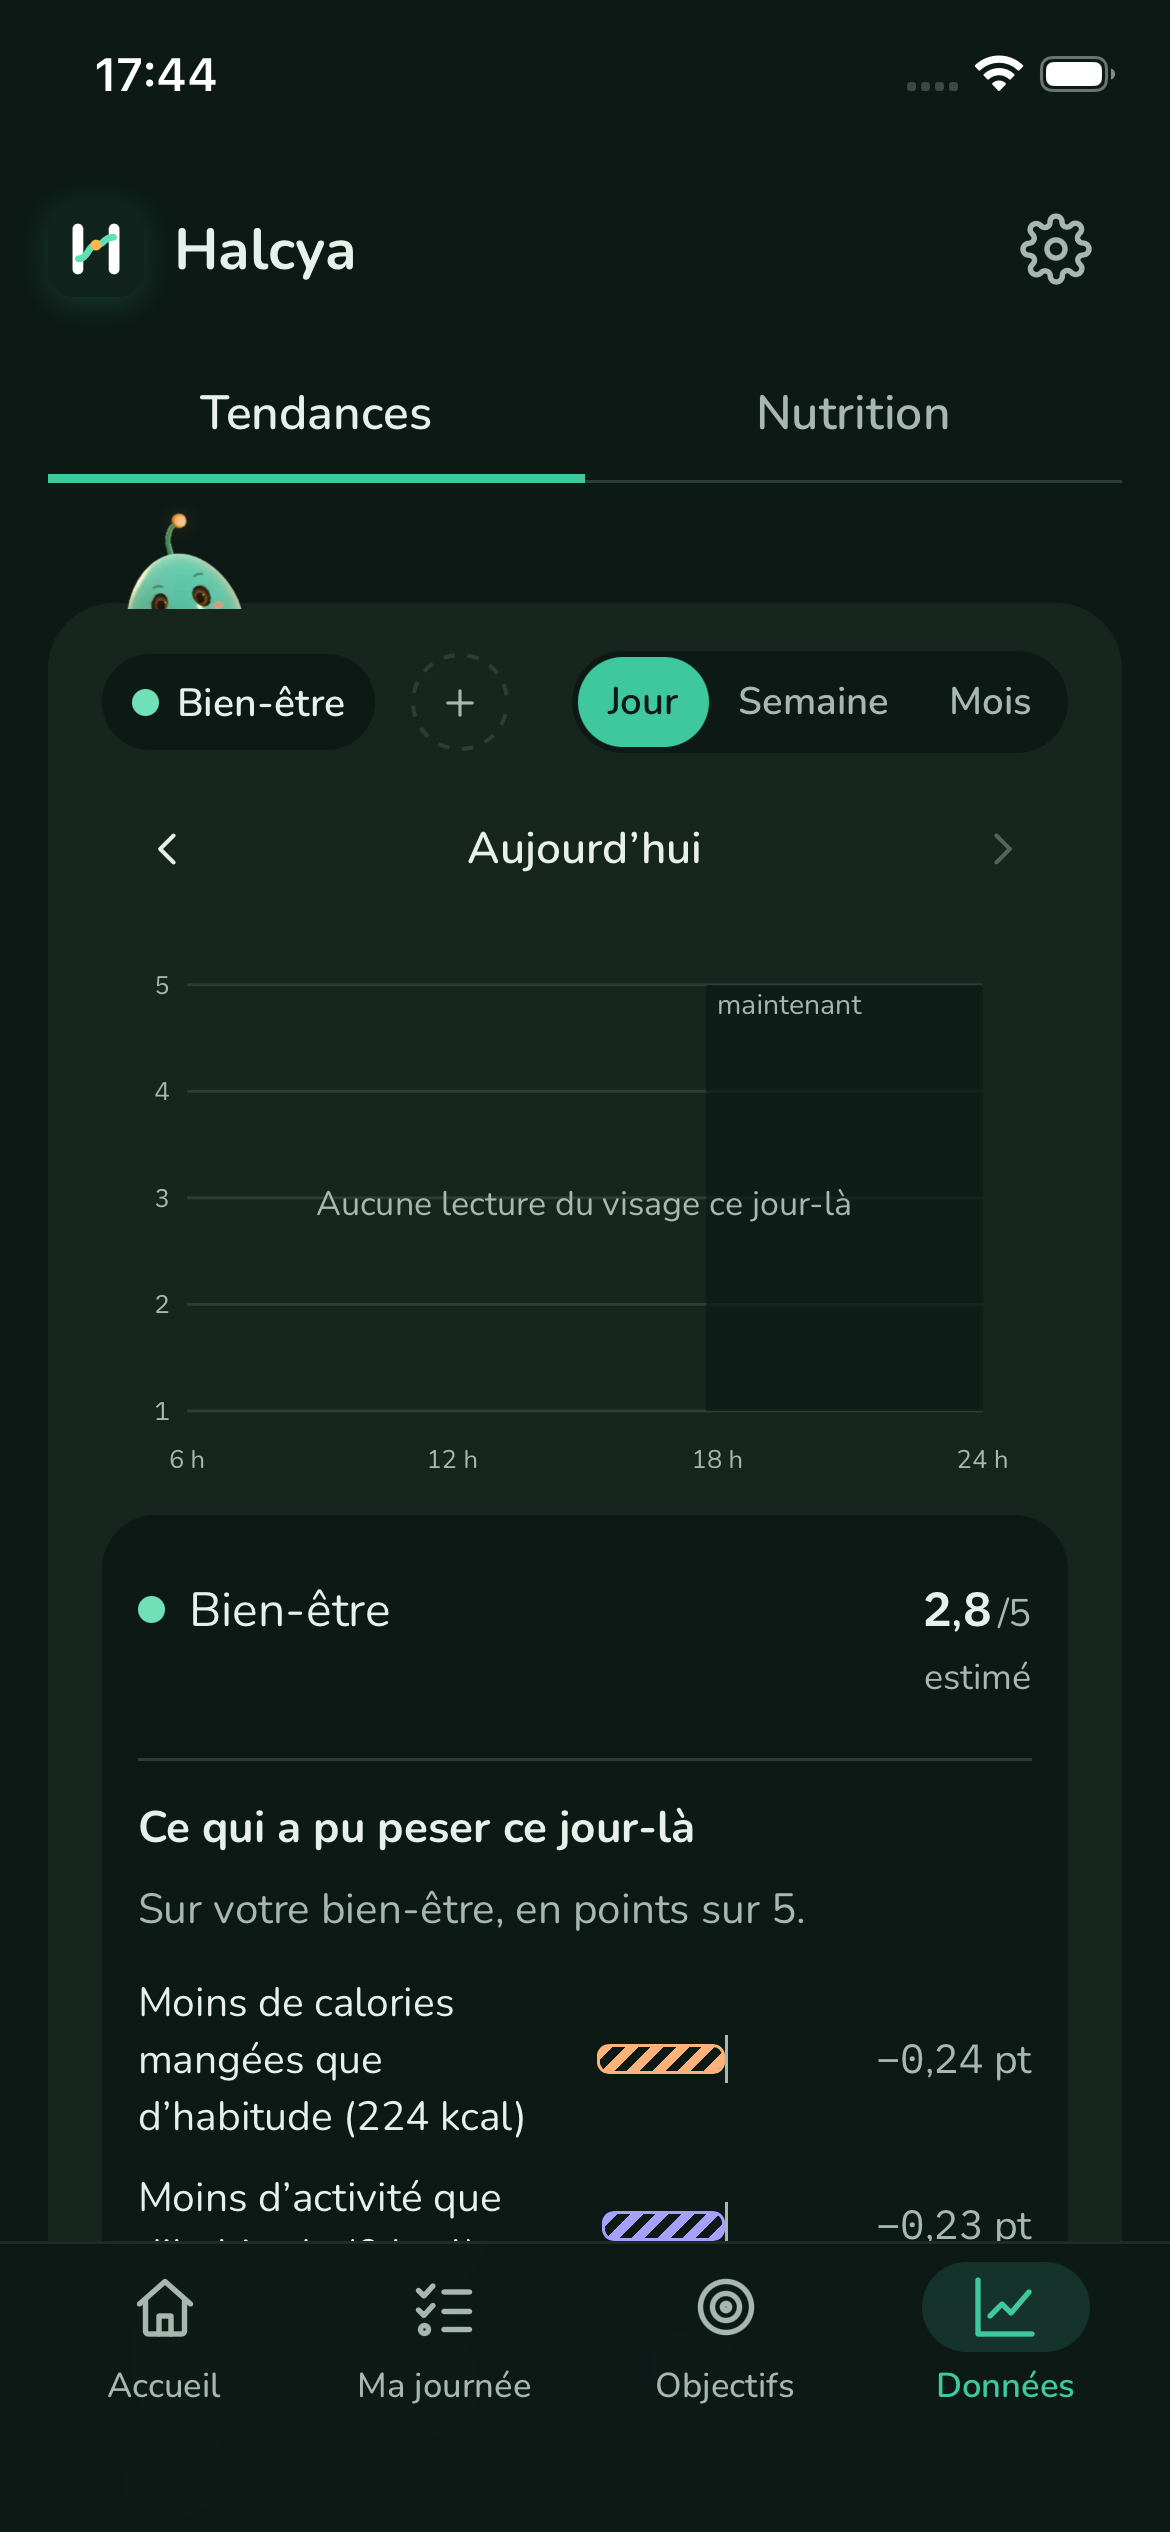 17:44
Halcya
Tendances
Nutrition
Bien-être
+
Jour
Semaine
Mois
Aujourd’hui
5
maintenant
4
3
Aucune lecture du visage ce jour-là
2
1
6 h
12 h
18 h
24 h
Bien-être
2,8 /5
estimé
Ce qui a pu peser ce jour-là
Sur votre bien-être, en points sur 5.
Moins de calories
mangées que
d’habitude (224 kcal)
−0,24 pt
Moins d’activité que
−0,23 pt
Accueil
Ma journée
Objectifs
Données